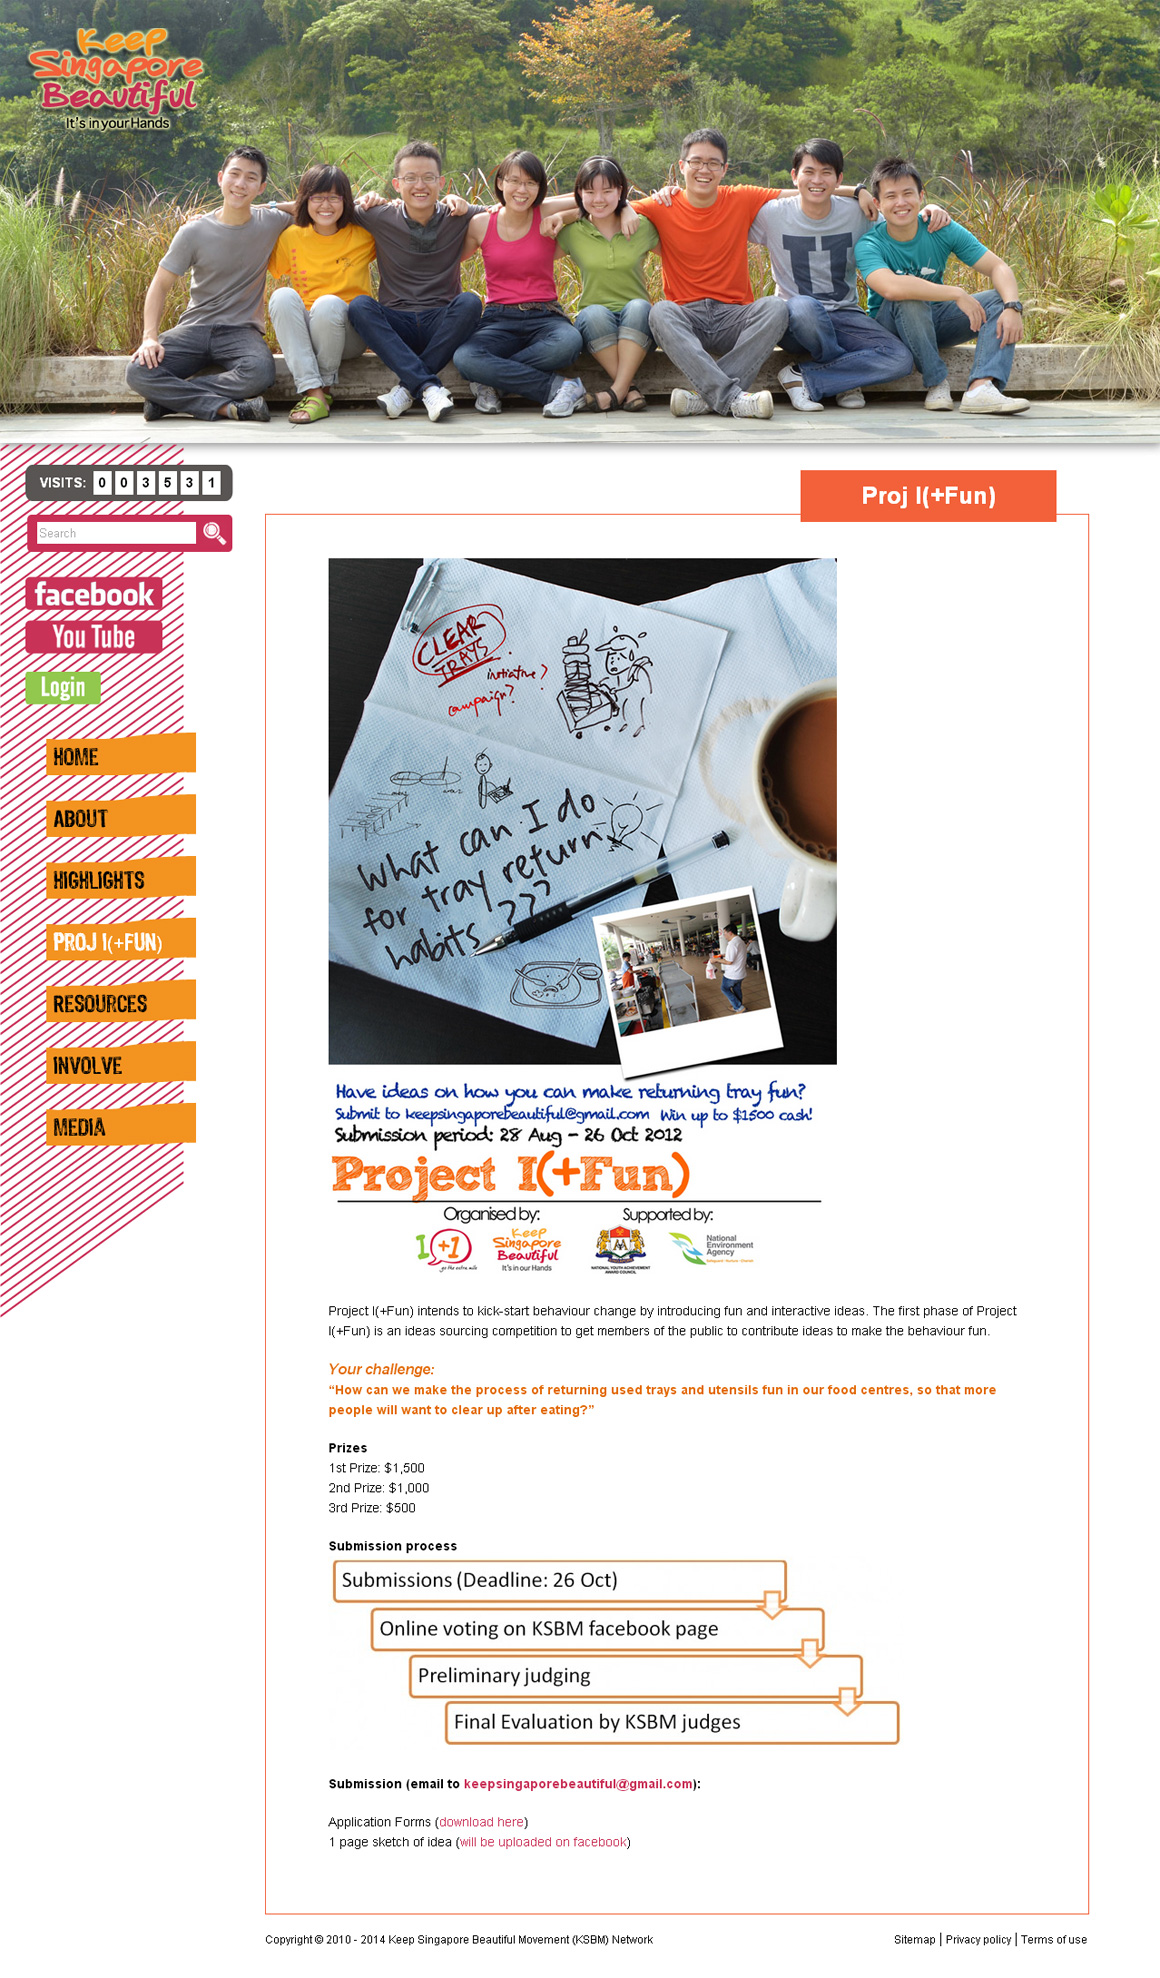 Keep
Singapore
Beautiful
It's in your Hands
VISITS: 0 0 3 5 3 1
Search
facebook
You Tube
Login
HOME
ABOUT
HIGHLIGHTS
PROJ I(+FUN)
RESOURCES
INVOLVE
MEDIA
Proj I(+Fun)
CLEAR
TRAYS
initiative?
campaign?
What can I do
for tray return
habits ???
Have ideas on how you can make returning tray fun?
Submit to keepsingaporebeautiful@gmail.com Win up to $1500 cash!
Submission period: 28 Aug - 26 Oct 2012
Project I(+Fun)
Organised by: Supported by:
1 +1
go the extra mile
Keep
Singapore
Beautiful
It's in our Hands
NATIONAL YOUTH ACHIEVEMENT
AWARD COUNCIL
National
Environment
Agency
Project I(+Fun) intends to kick-start behaviour change by introducing fun and interactive ideas. The first phase of Project
I(+Fun) is an ideas sourcing competition to get members of the public to contribute ideas to make the behaviour fun.
Your challenge:
“How can we make the process of returning used trays and utensils fun in our food centres, so that more
people will want to clear up after eating?”
Prizes
1st Prize: $1,500
2nd Prize: $1,000
3rd Prize: $500
Submission process
Submissions (Deadline: 26 Oct)
Online voting on KSBM facebook page
Preliminary judging
Final Evaluation by KSBM judges
Submission (email to keepsingaporebeautiful@gmail.com):
Application Forms (download here)
1 page sketch of idea (will be uploaded on facebook)
Copyright © 2010 - 2014 Keep Singapore Beautiful Movement (KSBM) Network
Sitemap | Privacy policy | Terms of use